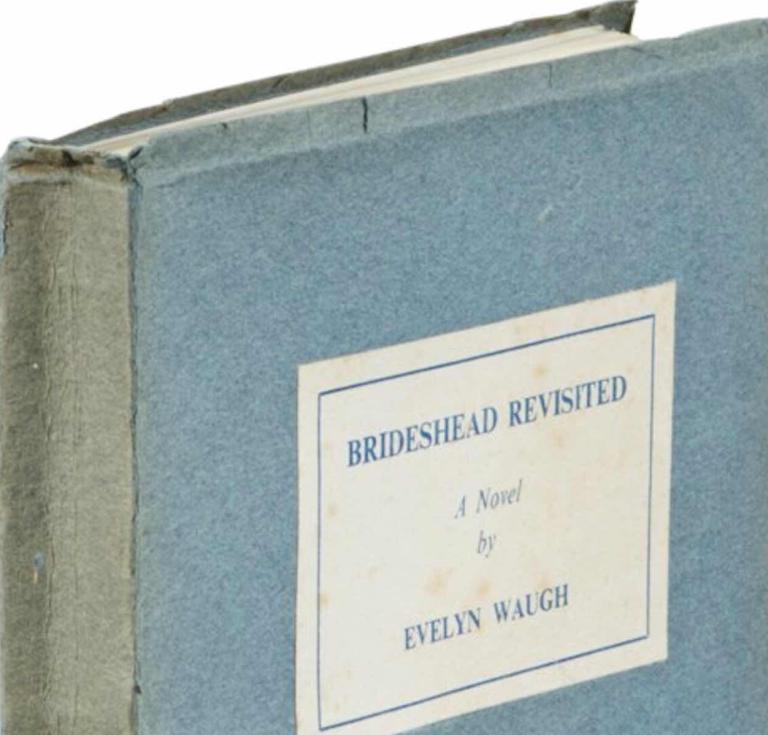 BRIDESHEAD REVISITED
A Novel
by
EVELYN WAUGH